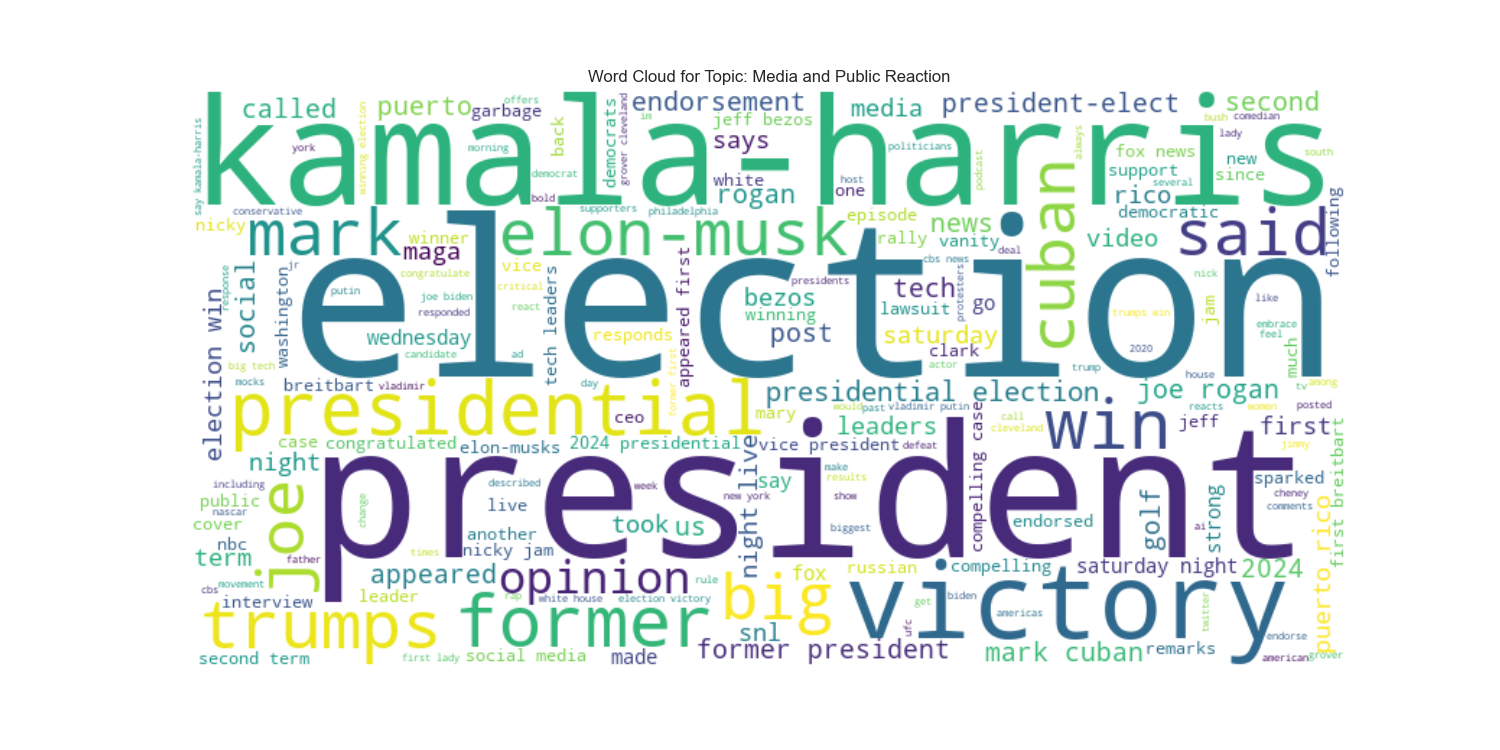 Word Cloud for Topic: Media and Public Reaction
kamala-harris
election
president
victory
presidential
former
trumps
elon-musk
mark
cuban
said
win
big
joe
opinion
called
puerto
garbage
offers
endorsement
media
president-elect
second
bush
comedian
york
winning election
morning
back
democrats
democrat
grover cleveland
im
jeff bezos
says
white
rogan
politicians
host
one
podcast
always
fox news
support
several
new
since
lady
south
say kamala-harris
conservative
bold
supporters
philadelphia
episode
rally
news
vanity
rico
democratic
video
following
nicky
winner
maga
congratulate
vice
critical
cbs news
deal
nick
response
social
washington
jr
putin
joe biden
responded
react
appeared first
presidents
bezos
winning
tech
lawsuit
go
protesters
jam
like
embrace
feel
trumps win
election win
wednesday
candidate
ad
tech leaders
responds
post
saturday
clark
actor
2020
trump
house
much
big tech
mocks
breitbart
vladimir
day
former first
presidential election
joe rogan
tv
among
ceo
mary
would
past
vladimir putin
call
cleveland
reacts
women
posted
leaders
jeff
first
jimmy
case
congratulated
elon-musks
2024 presidential
vice president
defeat
compelling case
night
including
nascar
public
cover
change
described
live
week
night live
new york
make
results
show
say
sparked
cheney
comments
puerto rico
first breitbart
nbc
another
nicky jam
took
us
biggest
endorsed
ai
golf
strong
term
father
times
appeared
fox
russian
compelling
saturday night
2024
cbs
movement
interview
leader
rap
white house
election victory
rule
snl
get
biden
americas
ufc
twitter
endorse
second term
first lady
social media
made
former president
mark cuban
remarks
american
grover